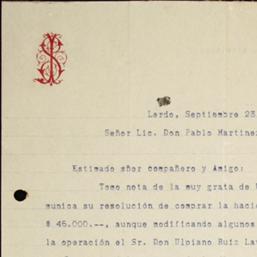 Lerdo, Septiembre 23
Señor Lic. Don Pablo Martinez
Estimado señor compañero y Amigo:
Tomo nota de la muy grata de
munica su resolución de comprar la haci
$ 46.000.--, aunque modificando algunos
la operación el Sr. Don Ulpiano Ruiz La